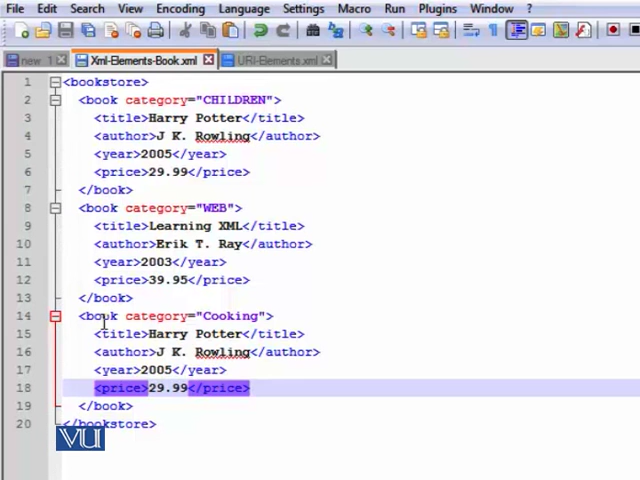 File Edit Search View Encoding Language Settings Macro Run Plugins Window ?
new 1 Xml-Elements-Book.xml URI-Elements.xml
1 <bookstore>
2 <book category="CHILDREN">
3 <title>Harry Potter</title>
4 <author>J K. Rowling</author>
5 <year>2005</year>
6 <price>29.99</price>
7 </book>
8 <book category="WEB">
9 <title>Learning XML</title>
10 <author>Erik T. Ray</author>
11 <year>2003</year>
12 <price>39.95</price>
13 </book>
14 <book category="Cooking">
15 <title>Harry Potter</title>
16 <author>J K. Rowling</author>
17 <year>2005</year>
18 <price>29.99</price>
19 </book>
20 </bookstore>
VU